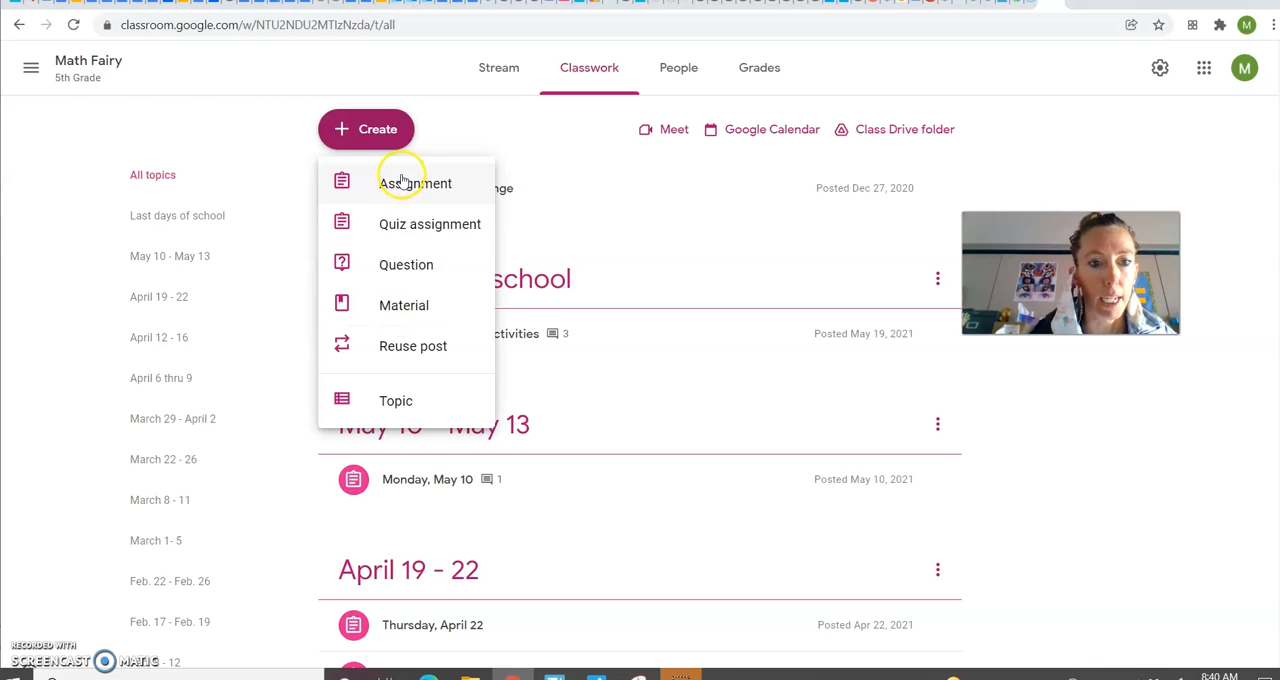 classroom.google.com/w/NTU2NDU2MTIzNzda/t/all
M
Math Fairy
5th Grade
Stream
Classwork
People
Grades
M
Create
Meet
Google Calendar
Class Drive folder
All topics
Last days of school
May 10 - May 13
April 19 - 22
April 12 - 16
April 6 thru 9
March 29 - April 2
March 22 - 26
March 8 - 11
March 1- 5
Feb. 22 - Feb. 26
Feb. 17 - Feb. 19
- 12
Assignment
Quiz assignment
Question
Material
Reuse post
Topic
nge
Posted Dec 27, 2020
school
ctivities 3
Posted May 19, 2021
May 10 - May 13
Monday, May 10 1
Posted May 10, 2021
April 19 - 22
Thursday, April 22
Posted Apr 22, 2021
RECORDED WITH
SCREENCAST MATIC
8:40 AM